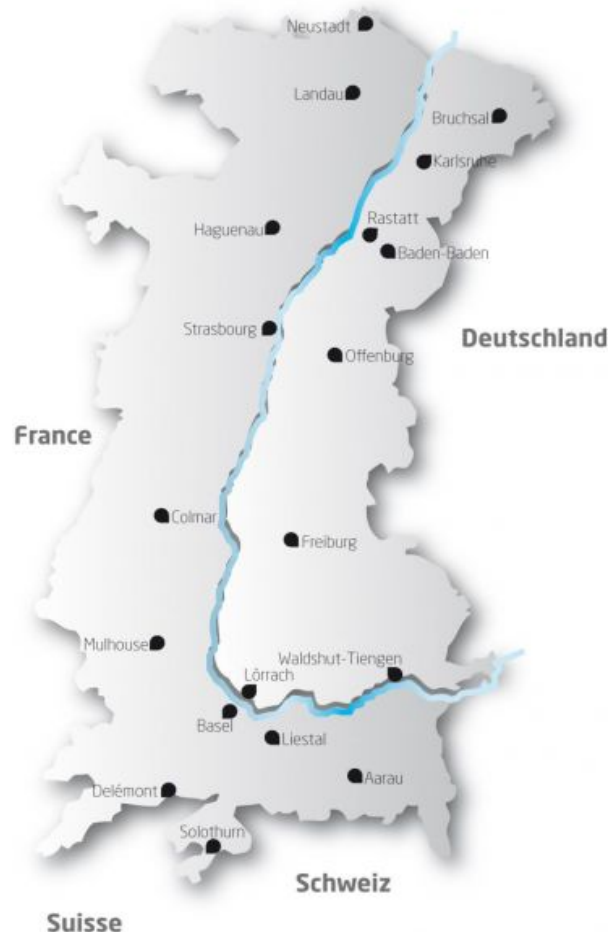 Neustadt
Landau
Bruchsal
Karlsruhe
Haguenau
Rastatt
Baden-Baden
Strasbourg
Deutschland
Offenburg
France
Colmar
Freiburg
Mulhouse
Waldshut-Tiengen
Lörrach
Basel
Liestal
Aarau
Delémont
Solothurn
Schweiz
Suisse